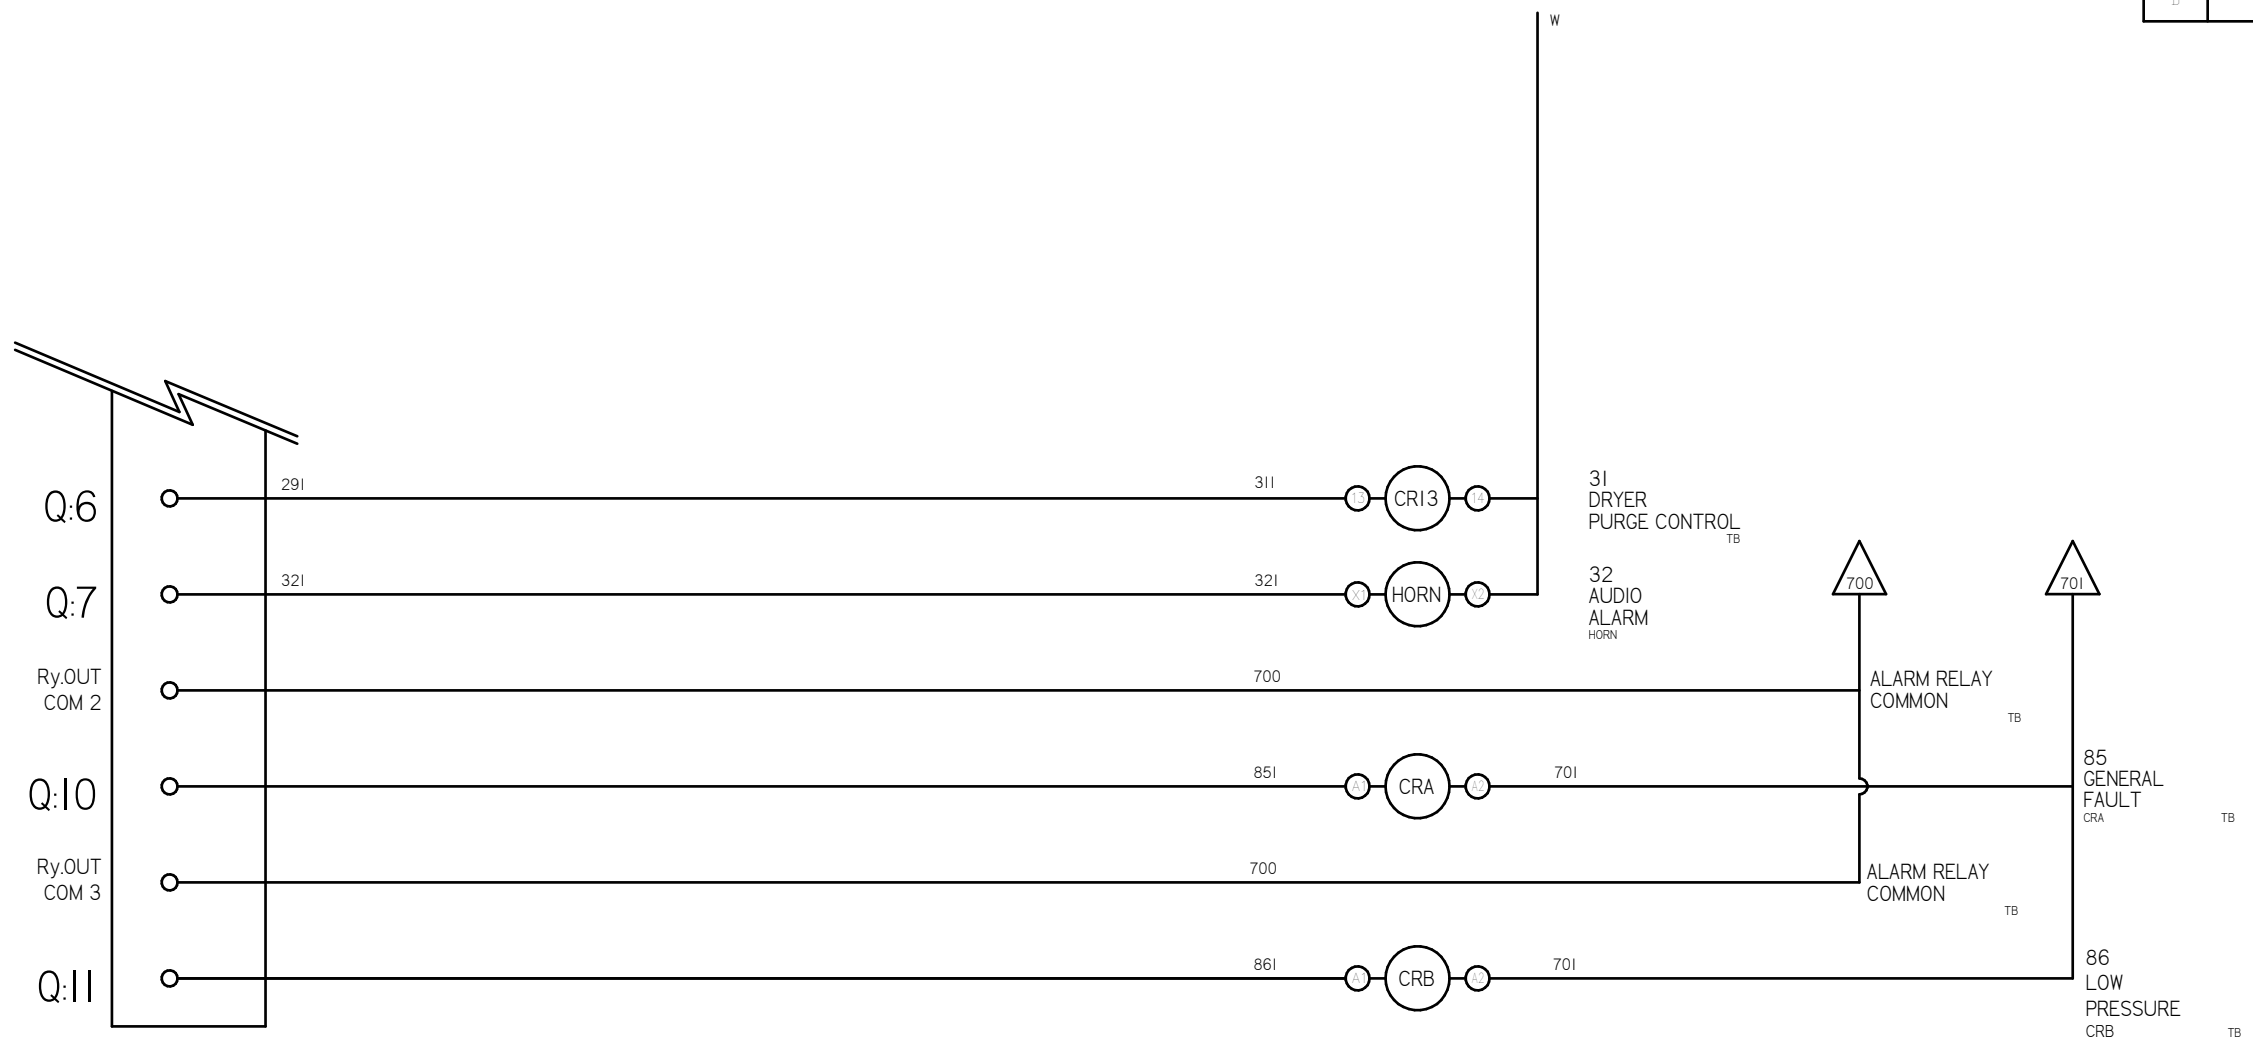 W
Q:6
291
311
13
CR13
14
31
DRYER
PURGE CONTROL
TB
Q:7
321
321
X1
HORN
X2
32
AUDIO
ALARM
HORN
700
701
Ry.OUT
COM 2
700
ALARM RELAY
COMMON
TB
Q:10
851
A1
CRA
A2
701
85
GENERAL
FAULT
CRA
TB
Ry.OUT
COM 3
700
ALARM RELAY
COMMON
TB
Q:11
861
A1
CRB
A2
701
86
LOW
PRESSURE
CRB
TB